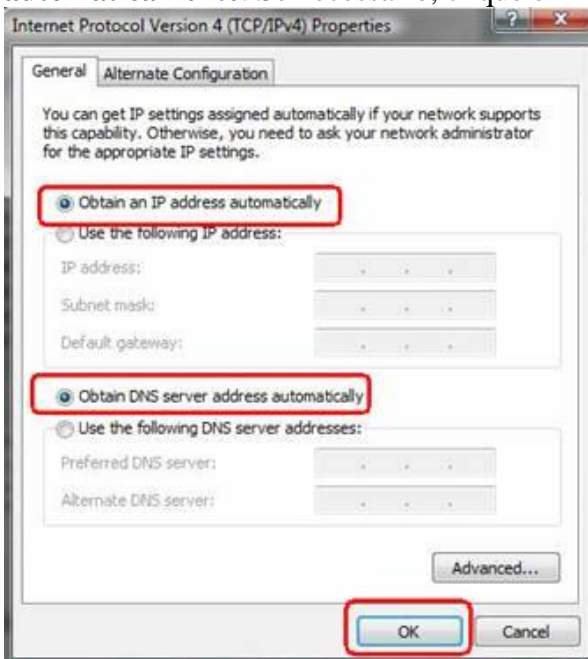 Internet Protocol Version 4 (TCP/IPv4) Properties
?
X
General
Alternate Configuration
You can get IP settings assigned automatically if your network supports
this capability. Otherwise, you need to ask your network administrator
for the appropriate IP settings.
Obtain an IP address automatically
Use the following IP address:
IP address:
Subnet mask:
Default gateway:
Obtain DNS server address automatically
Use the following DNS server addresses:
Preferred DNS server:
Alternate DNS server:
Advanced...
OK
Cancel